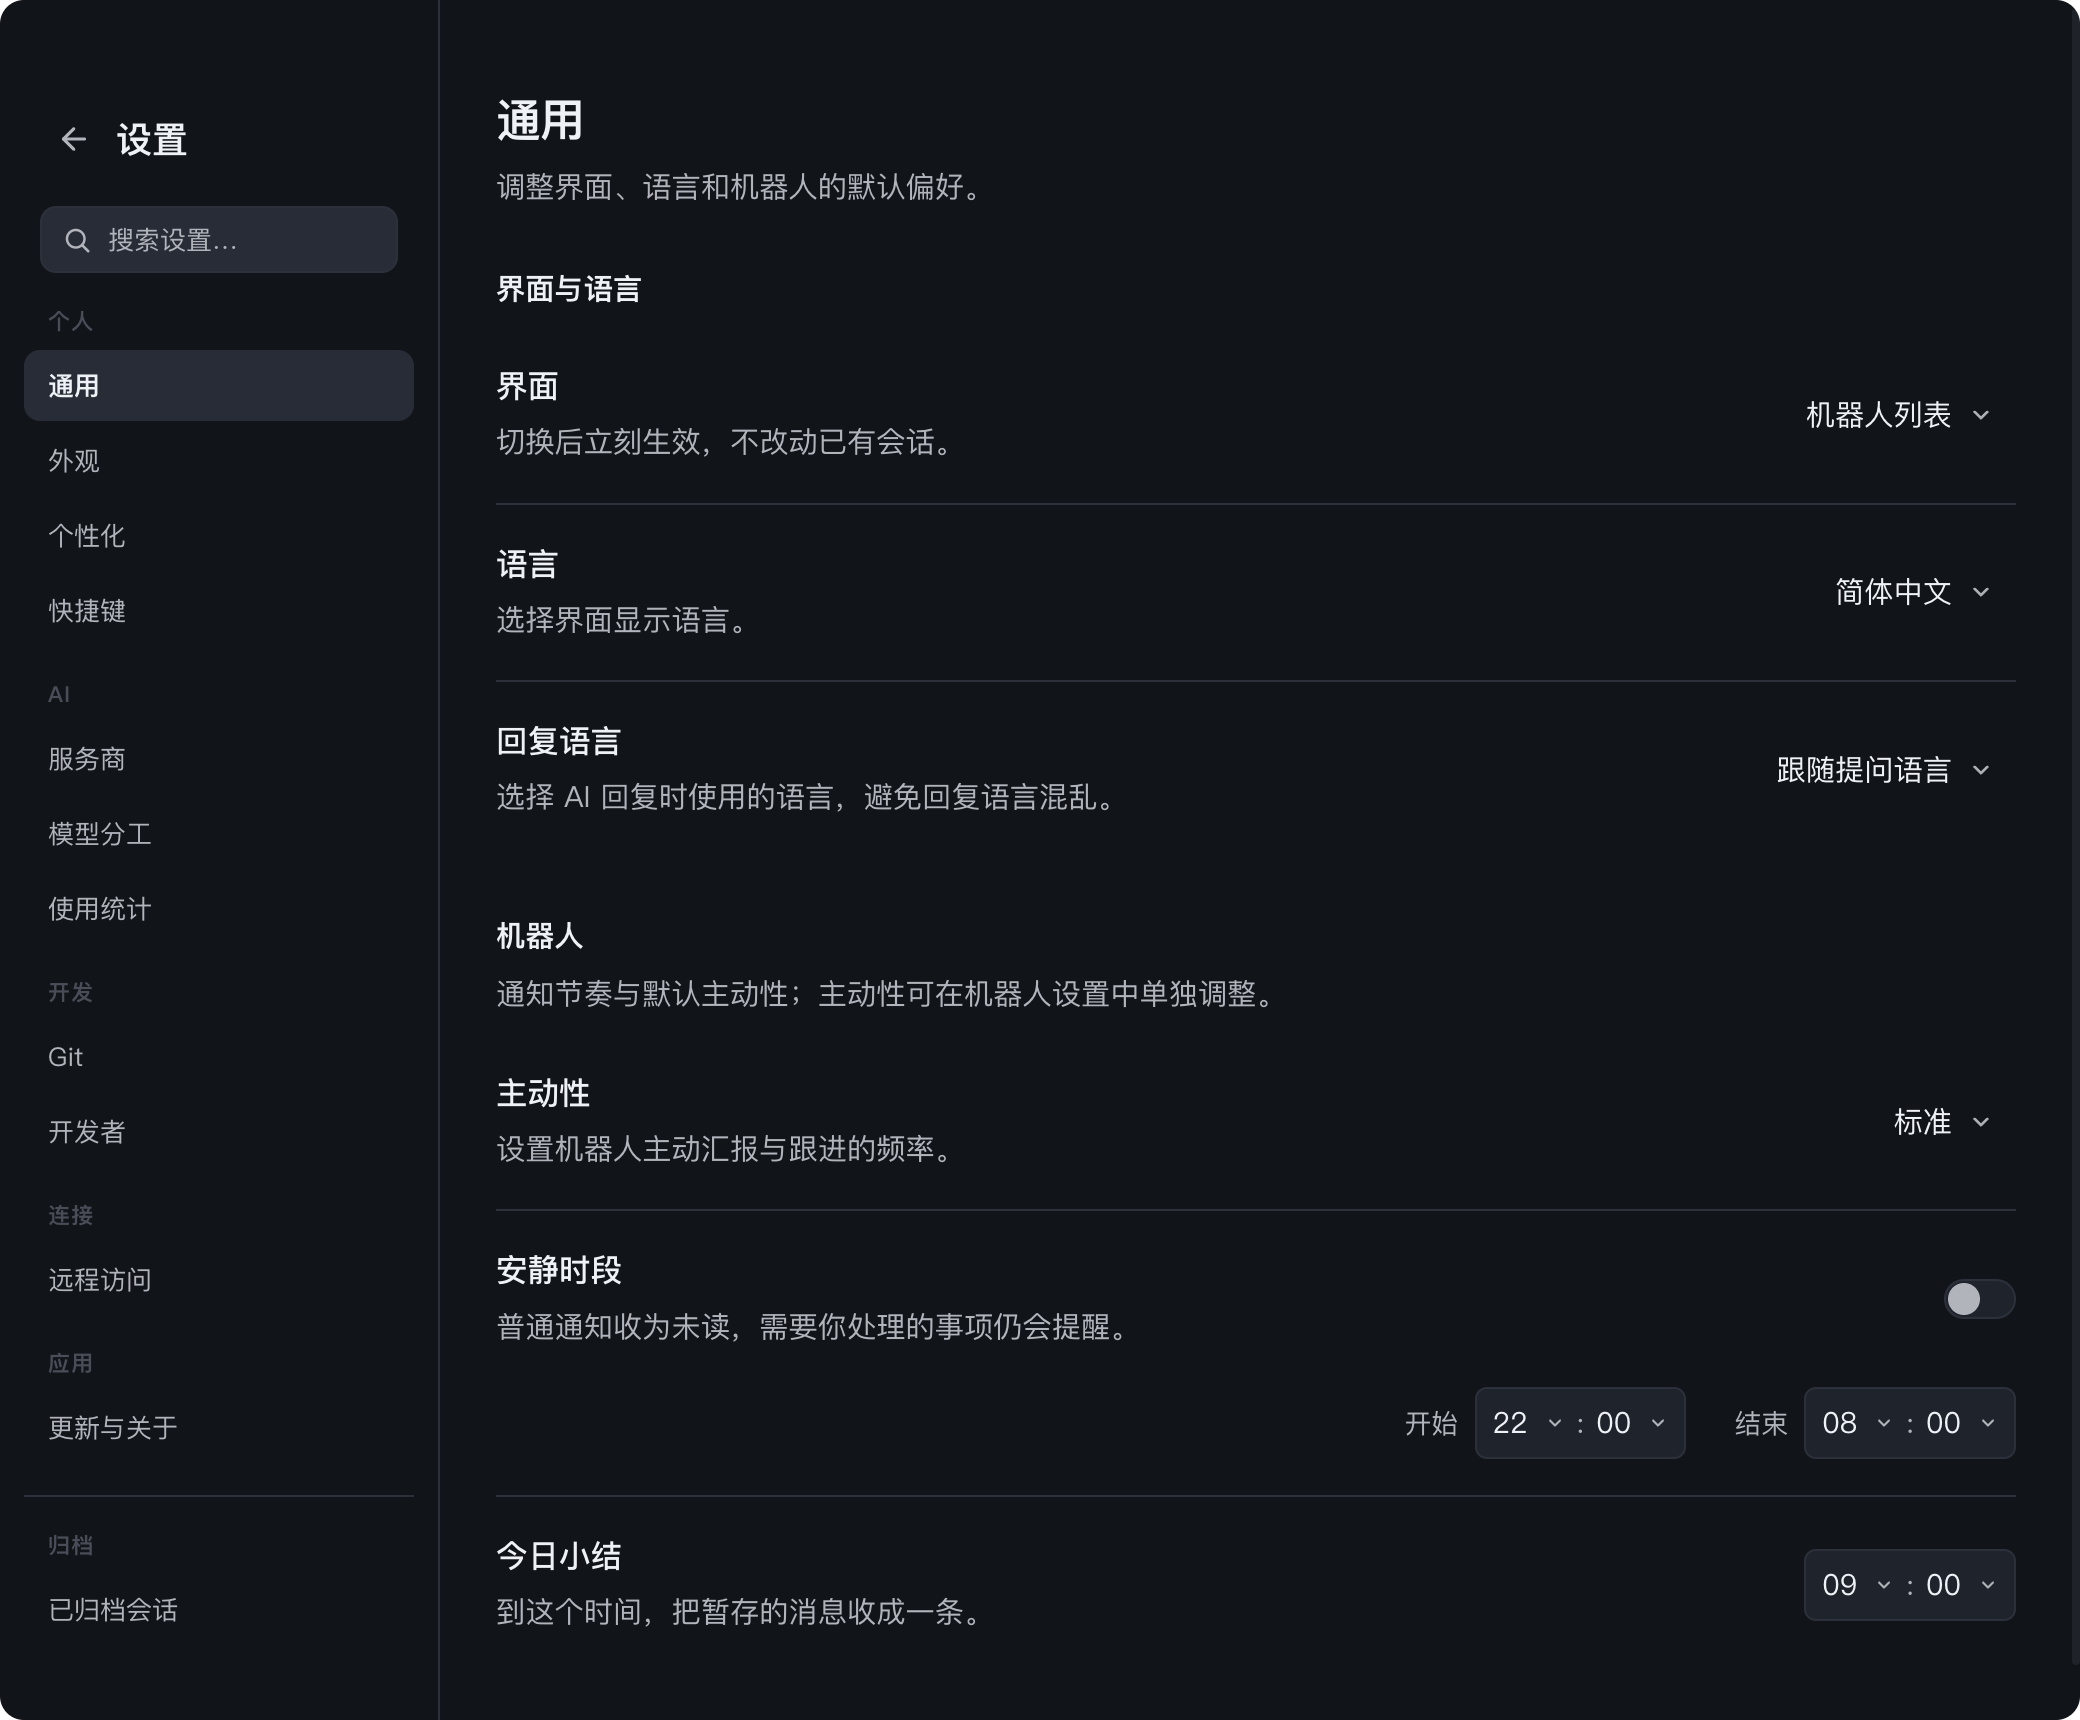 设置
搜索设置...
个人
通用
外观
个性化
快捷键
AI
服务商
模型分工
使用统计
开发
Git
开发者
连接
远程访问
应用
更新与关于
归档
已归档会话
通用
调整界面、语言和机器人的默认偏好。
界面与语言
界面
切换后立刻生效，不改动已有会话。
机器人列表
语言
选择界面显示语言。
简体中文
回复语言
选择 AI 回复时使用的语言，避免回复语言混乱。
跟随提问语言
机器人
通知节奏与默认主动性；主动性可在机器人设置中单独调整。
主动性
设置机器人主动汇报与跟进的频率。
标准
安静时段
普通通知收为未读，需要你处理的事项仍会提醒。
开始 22 : 00 结束 08 : 00
今日小结
到这个时间，把暂存的消息收成一条。
09 : 00